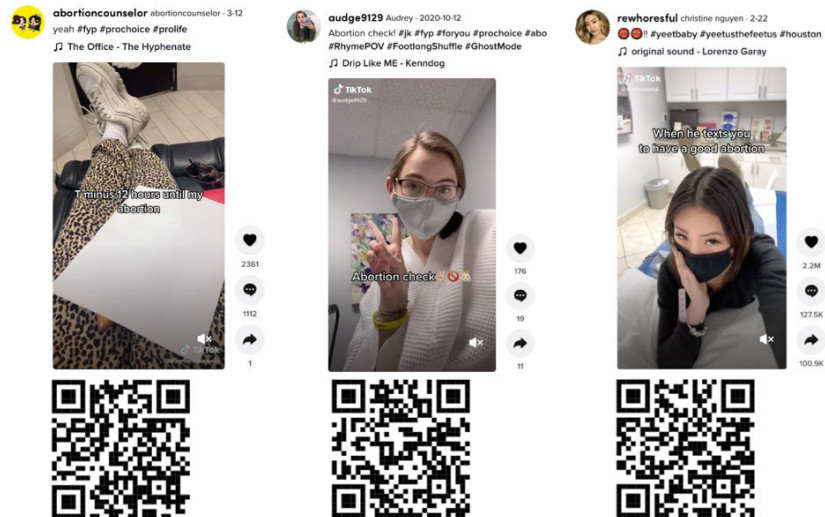 abortioncounselor abortioncounselor · 3-12
yeah #fyp #prochoice #prolife
The Office - The Hyphenate
T minus 12 hours until my
abortion
TikTok
2361
1112
1
audge9129 Audrey · 2020-10-12
Abortion check! #jk #fyp #foryou #prochoice #abo
#RhymePOV #FootlongShuffle #GhostMode
Drip Like ME - Kenndog
TikTok
@audge9129
Abortion check
176
19
11
rewhoresful christine nguyen · 2-22
!! #yeetbaby #yeetusthefeetus #houston
original sound - Lorenzo Garay
TikTok
When he texts you
to have a good abortion
2.2M
127.5K
100.9K